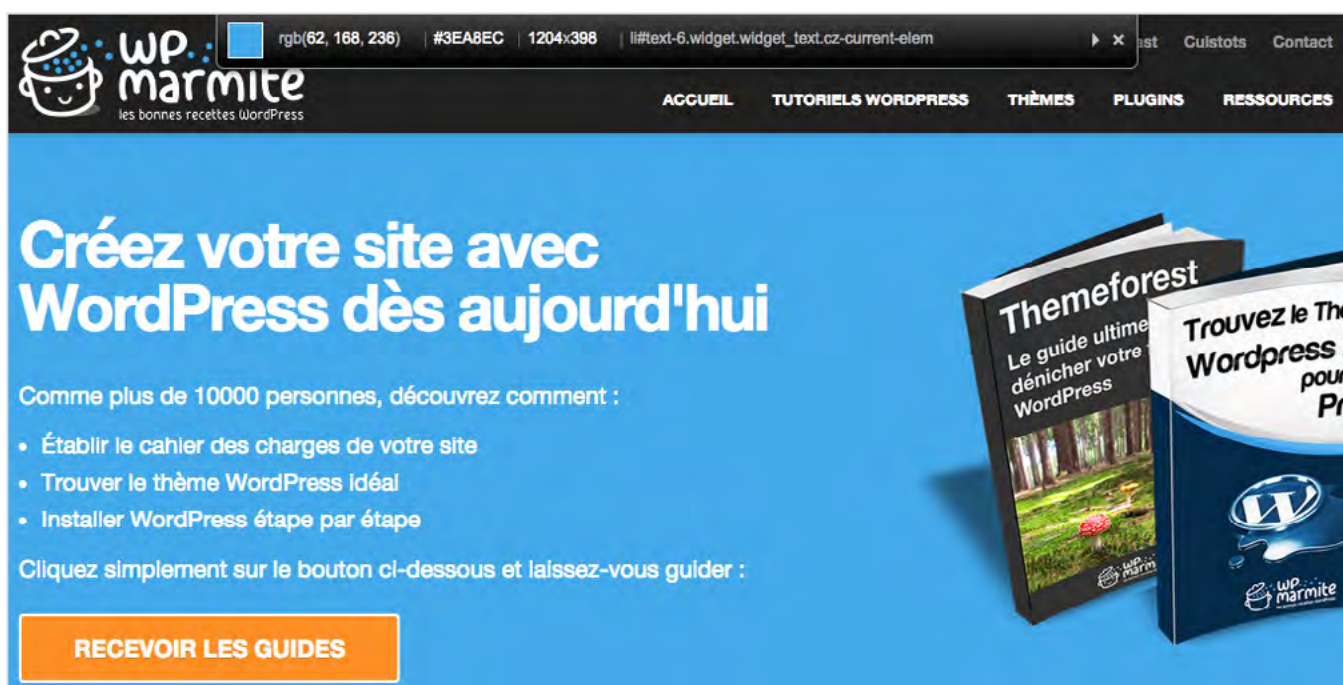 rgb(62, 168, 236) | #3EA8EC | 1204x398 | li#text-6.widget.widget_text.cz-current-elem
Cuistots Contact
WP
marmite
les bonnes recettes WordPress
ACCUEIL TUTORIELS WORDPRESS THÈMES PLUGINS RESSOURCES
Créez votre site avec
WordPress dès aujourd'hui
Comme plus de 10000 personnes, découvrez comment :
• Établir le cahier des charges de votre site
• Trouver le thème WordPress idéal
• Installer WordPress étape par étape
Cliquez simplement sur le bouton ci-dessous et laissez-vous guider :
RECEVOIR LES GUIDES
Themeforest
Le guide ultime
dénicher votre
WordPress
Trouvez le
Wordpress
pour
wp
marmite